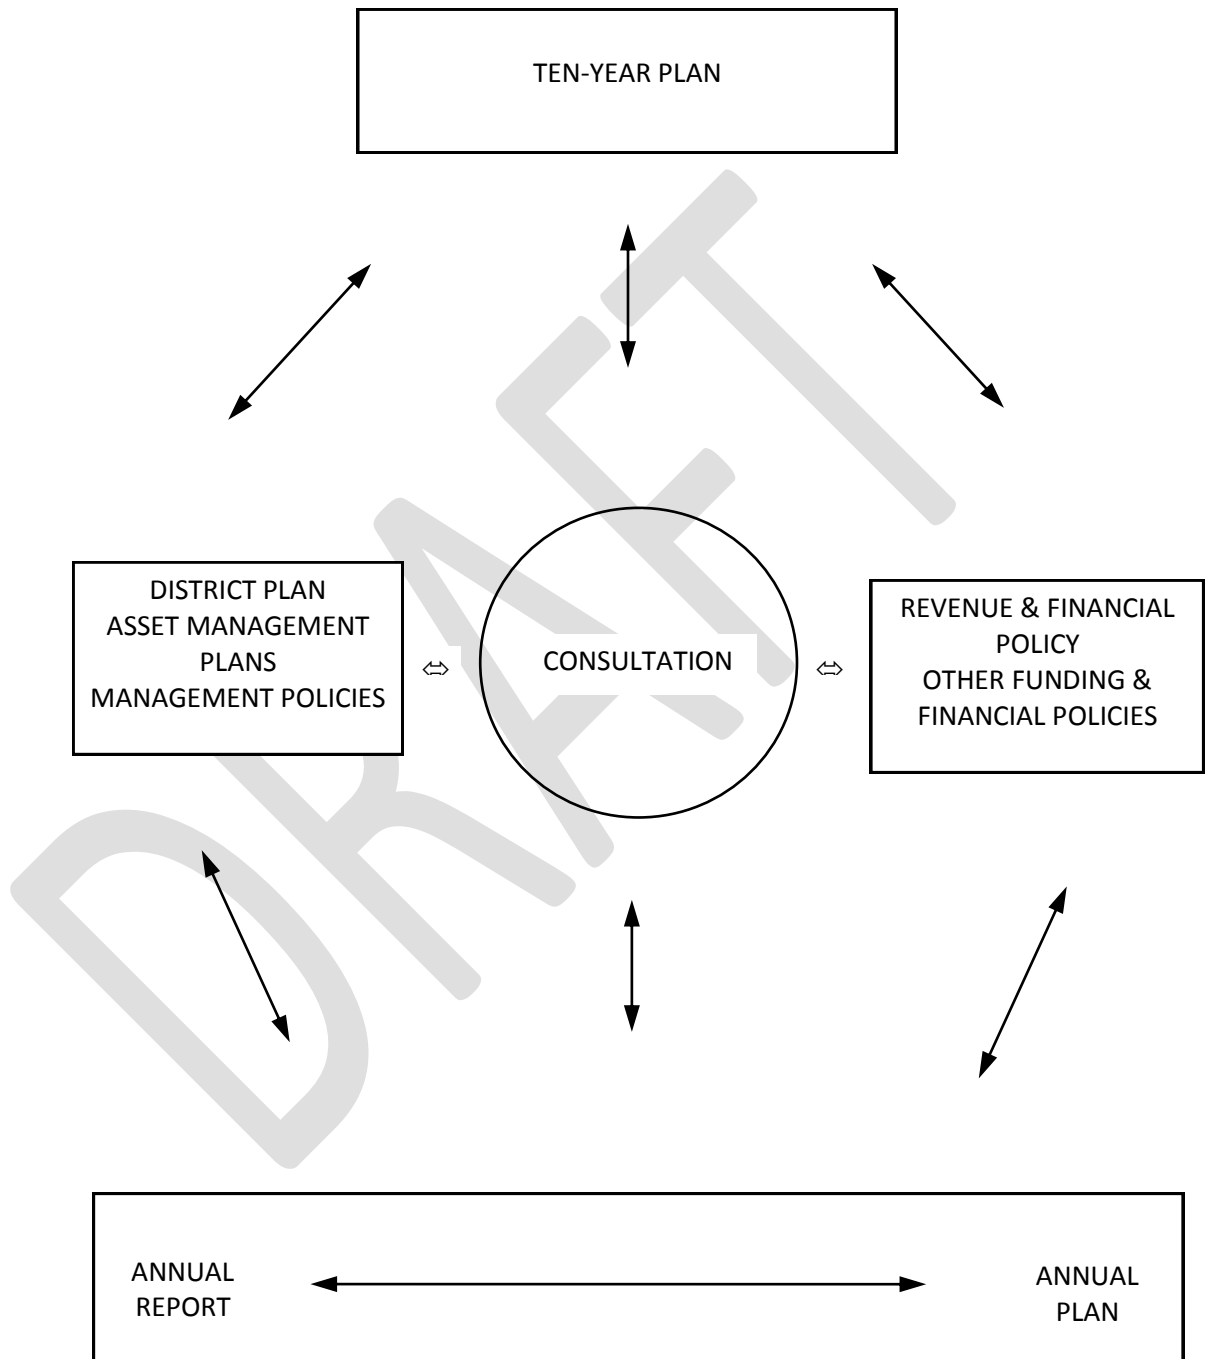 TEN-YEAR PLAN
DISTRICT PLAN
ASSET MANAGEMENT
PLANS
MANAGEMENT POLICIES
CONSULTATION
REVENUE & FINANCIAL
POLICY
OTHER FUNDING &
FINANCIAL POLICIES
ANNUAL
REPORT
ANNUAL
PLAN
DRAFT